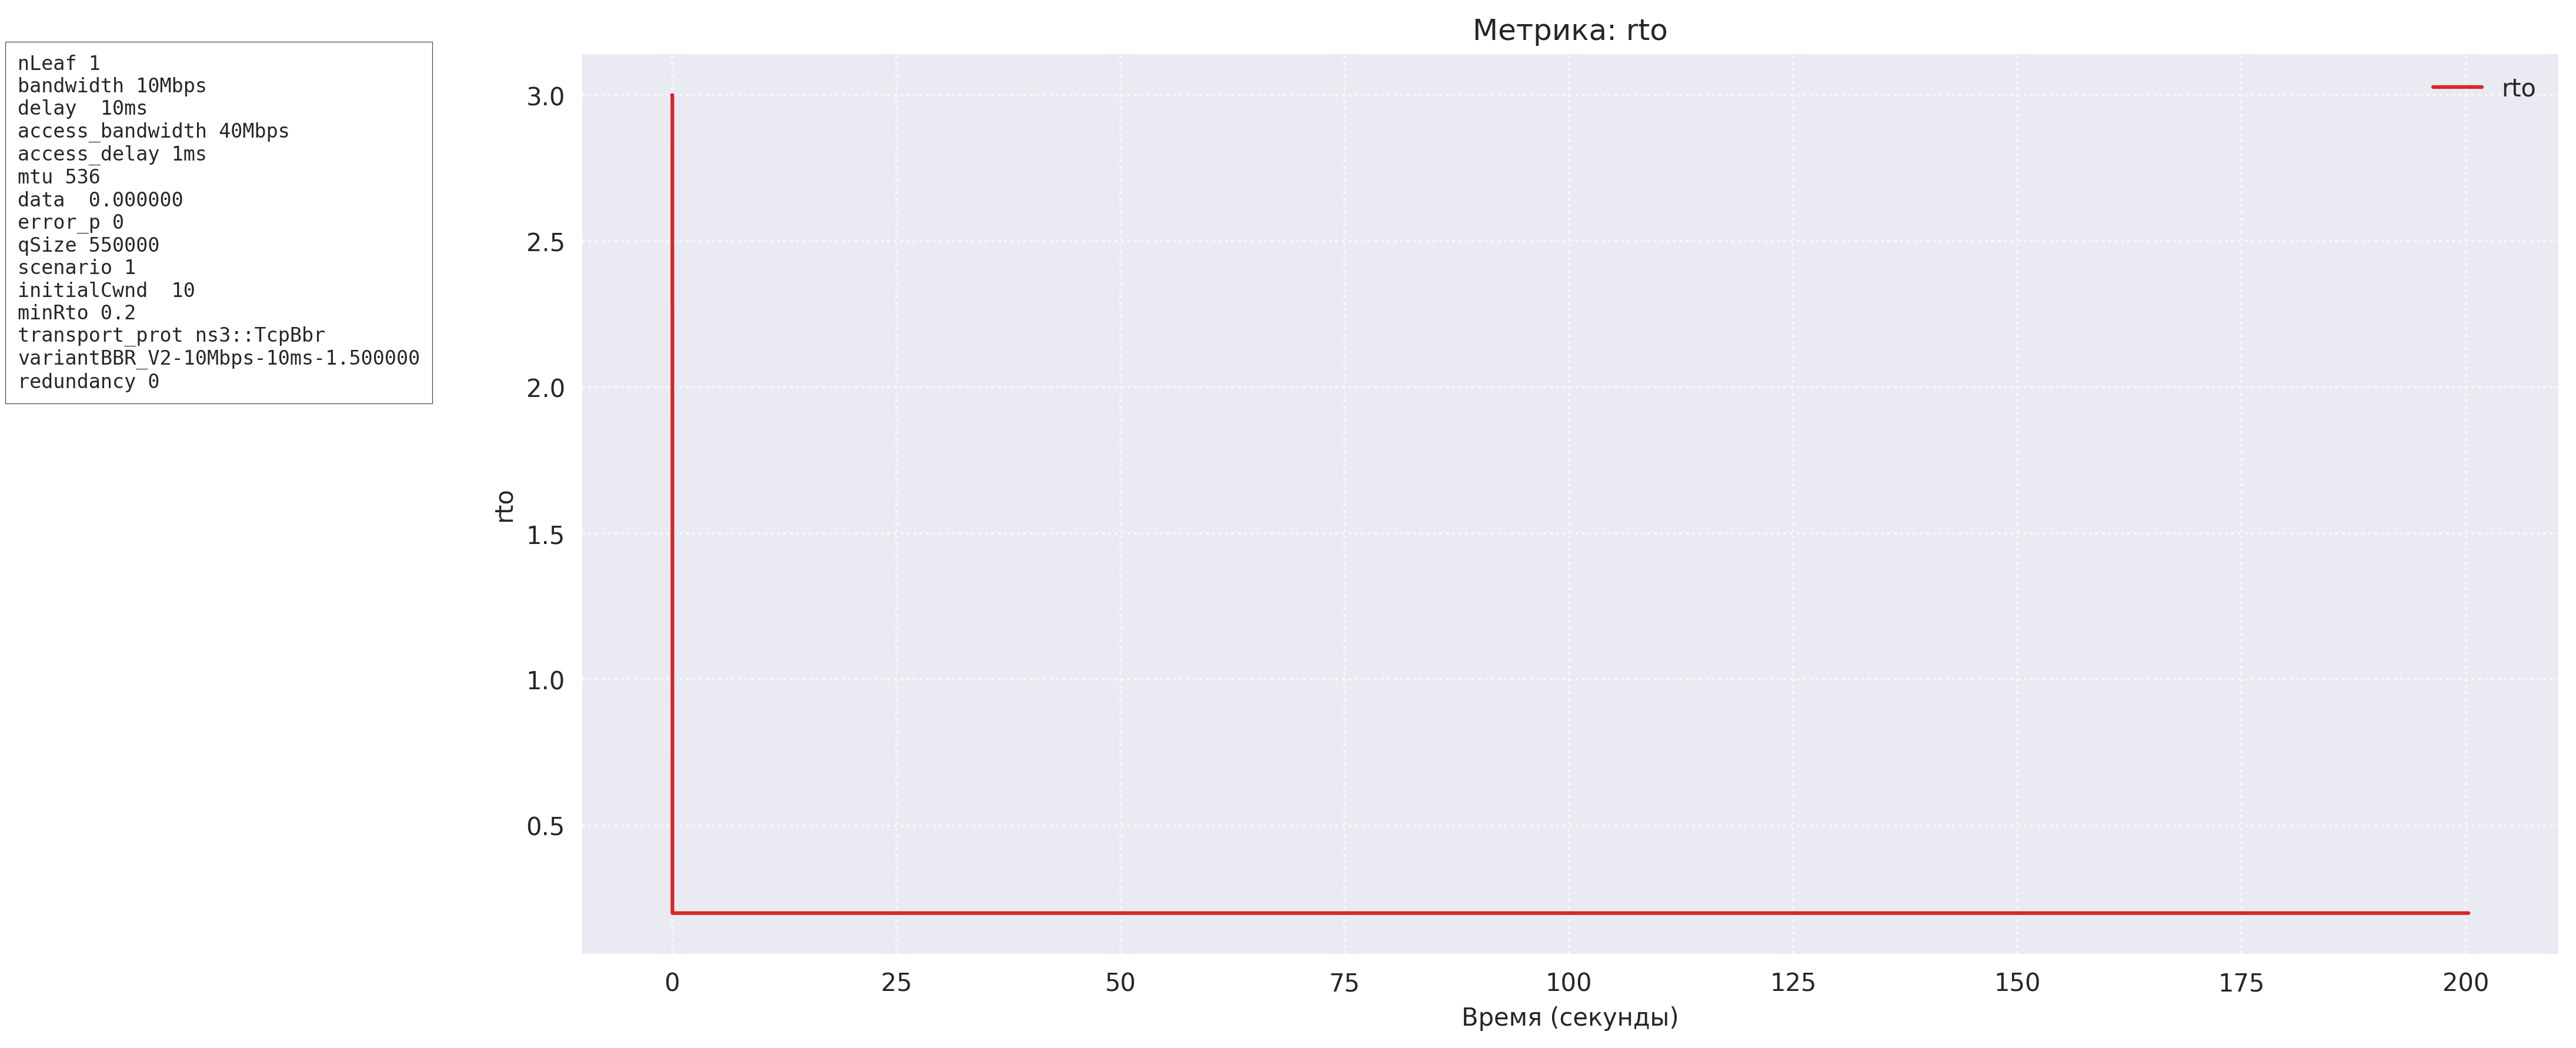 nLeaf 1
bandwidth 10Mbps
delay  10ms
access_bandwidth 40Mbps
access_delay 1ms
mtu 536
data  0.000000
error_p 0
qSize 550000
scenario 1
initialCwnd  10
minRto 0.2
transport_prot ns3::TcpBbr
variantBBR_V2-10Mbps-10ms-1.500000
redundancy 0
Метрика: rto
rto
3.0
2.5
2.0
1.5
1.0
0.5
rto
0 25 50 75 100 125 150 175 200
Время (секунды)